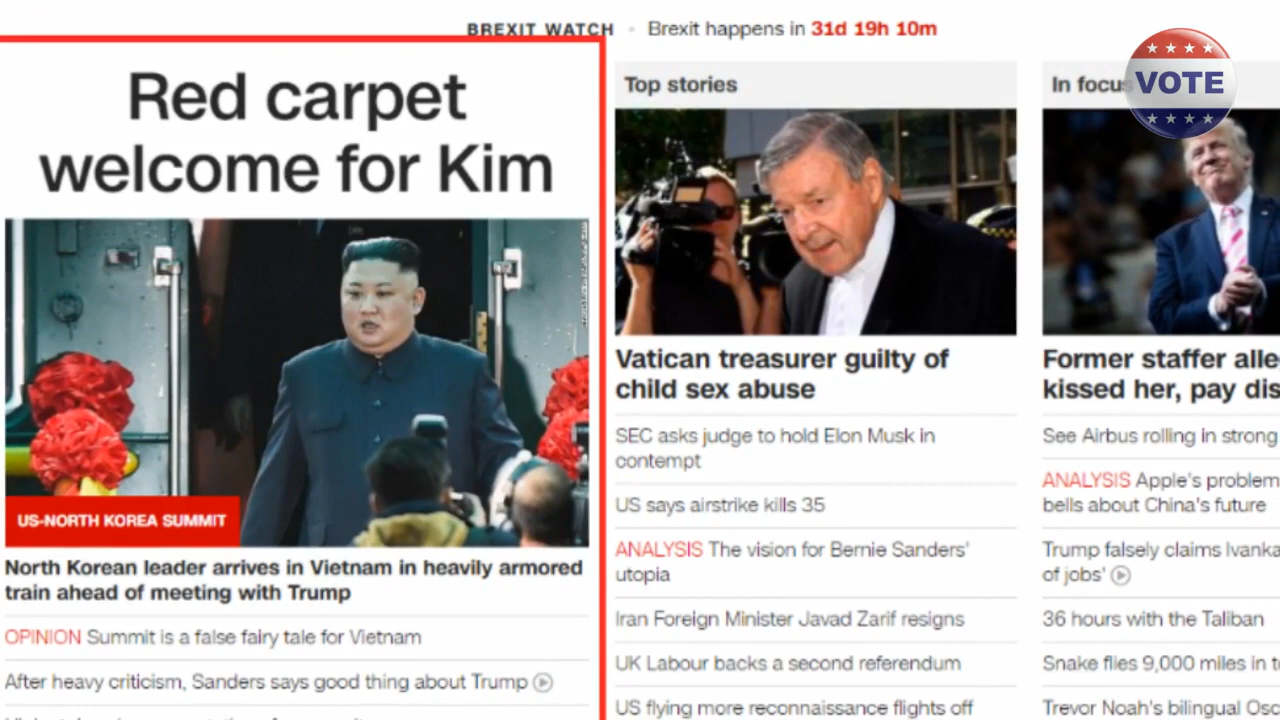 BREXIT WATCH • Brexit happens in 31d 19h 10m
Red carpet
welcome for Kim
US-NORTH KOREA SUMMIT
North Korean leader arrives in Vietnam in heavily armored
train ahead of meeting with Trump
OPINION Summit is a false fairy tale for Vietnam
After heavy criticism, Sanders says good thing about Trump
Top stories
Vatican treasurer guilty of
child sex abuse
SEC asks judge to hold Elon Musk in
contempt
US says airstrike kills 35
ANALYSIS The vision for Bernie Sanders'
utopia
Iran Foreign Minister Javad Zarif resigns
UK Labour backs a second referendum
US flying more reconnaissance flights off
In focus
VOTE
Former staffer alle
kissed her, pay dis
See Airbus rolling in strong
ANALYSIS Apple's problem
bells about China's future
Trump falsely claims Ivanka
of jobs'
36 hours with the Taliban
Snake flies 9,000 miles in t
Trevor Noah's bilingual Osc